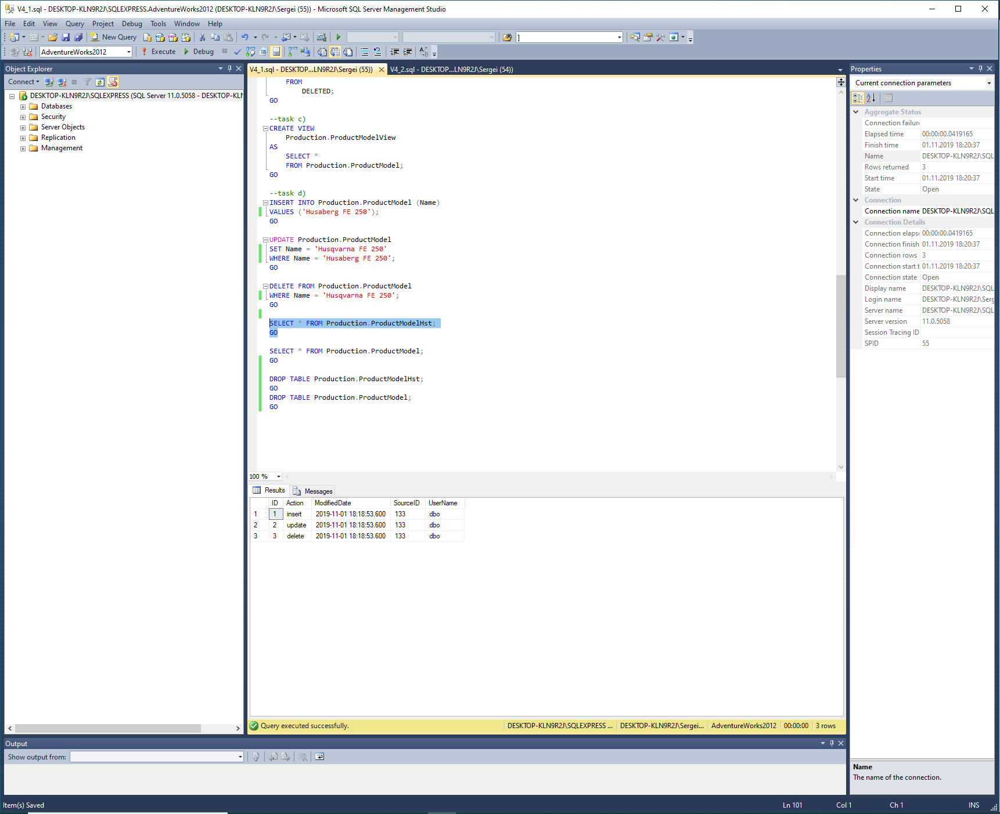 V4_1.sql - DESKTOP-KLN9R2J\SQLEXPRESS.AdventureWorks2012 (DESKTOP-KLN9R2J\Sergei (55)) - Microsoft SQL Server Management Studio
File Edit View Query Project Debug Tools Window Help
New Query ]
AdventureWorks2012 Execute Debug
Object Explorer
Connect
DESKTOP-KLN9R2J\SQLEXPRESS (SQL Server 11.0.5058 - DESKTOP-KLN
Databases
Security
Server Objects
Replication
Management
V4_1.sql - DESKTOP...LN9R2J\Sergei (55)) V4_2.sql - DESKTOP...LN9R2J\Sergei (54))
FROM
DELETED;
GO
--task c)
CREATE VIEW
Production.ProductModelView
AS
SELECT *
FROM Production.ProductModel;
GO
--task d)
INSERT INTO Production.ProductModel (Name)
VALUES ('Husaberg FE 250');
GO
UPDATE Production.ProductModel
SET Name = 'Husqvarna FE 250'
WHERE Name = 'Husaberg FE 250';
GO
DELETE FROM Production.ProductModel
WHERE Name = 'Husqvarna FE 250';
GO
SELECT * FROM Production.ProductModelHst;
GO
SELECT * FROM Production.ProductModel;
GO
DROP TABLE Production.ProductModelHst;
GO
DROP TABLE Production.ProductModel;
GO
100 %
Results Messages
ID Action ModifiedDate SourceID UserName
1 1 insert 2019-11-01 18:18:53.600 133 dbo
2 2 update 2019-11-01 18:18:53.600 133 dbo
3 3 delete 2019-11-01 18:18:53.600 133 dbo
Query executed successfully. DESKTOP-KLN9R2J\SQLEXPRESS ... DESKTOP-KLN9R2J\Sergei... AdventureWorks2012 00:00:00 3 rows
Properties
Current connection parameters
Aggregate Status
Connection failure
Elapsed time 00:00:00.0419165
Finish time 01.11.2019 18:20:37
Name DESKTOP-KLN9R2J\SQL
Rows returned 3
Start time 01.11.2019 18:20:37
State Open
Connection
Connection name DESKTOP-KLN9R2J\SQL
Connection Details
Connection elapse 00:00:00.0419165
Connection finish 01.11.2019 18:20:37
Connection rows 3
Connection start t 01.11.2019 18:20:37
Connection state Open
Display name DESKTOP-KLN9R2J\SQL
Login name DESKTOP-KLN9R2J\Serg
Server name DESKTOP-KLN9R2J\SQL
Server version 11.0.5058
Session Tracing ID
SPID 55
Name
The name of the connection.
Output
Show output from:
Item(s) Saved Ln 101 Col 1 Ch 1 INS